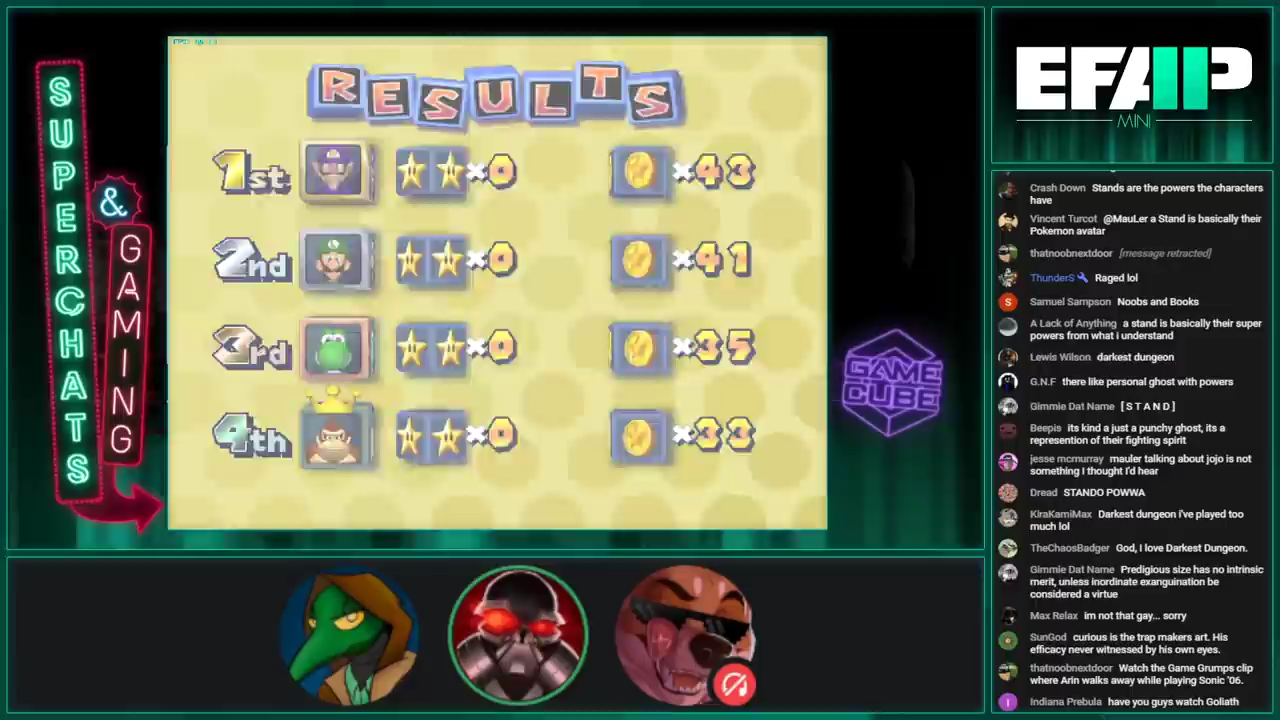 SUPERCHATS
&
GAMING
RESULTS
1st ×0 ×43
2nd ×0 ×41
3rd ×0 ×35
4th ×0 ×33
GAME
CUBE
EFAP
MINI
Crash Down Stands are the powers the characters
have
Vincent Turcot @MauLer a Stand is basically their
Pokemon avatar
thatnoobnextdoor [message retracted]
ThunderS Raged lol
S Samuel Sampson Noobs and Books
A Lack of Anything a stand is basically their super
powers from what i understand
Lewis Wilson darkest dungeon
G.N.F there like personal ghost with powers
Gimmie Dat Name [ S T A N D ]
Beepis its kind a just a punchy ghost, its a
represention of their fighting spirit
jesse mcmurray mauler talking about jojo is not
something I thought I'd hear
Dread STANDO POWWA
KiraKamiMax Darkest dungeon i've played too
much lol
TheChaosBadger God, I love Darkest Dungeon.
Gimmie Dat Name Predigious size has no intrinsic
merit, unless inordinate exanguination be
considered a virtue
Max Relax im not that gay... sorry
SunGod curious is the trap makers art. His
efficacy never witnessed by his own eyes.
thatnoobnextdoor Watch the Game Grumps clip
where Arin walks away while playing Sonic '06.
I Indiana Prebula have you guys watch Goliath